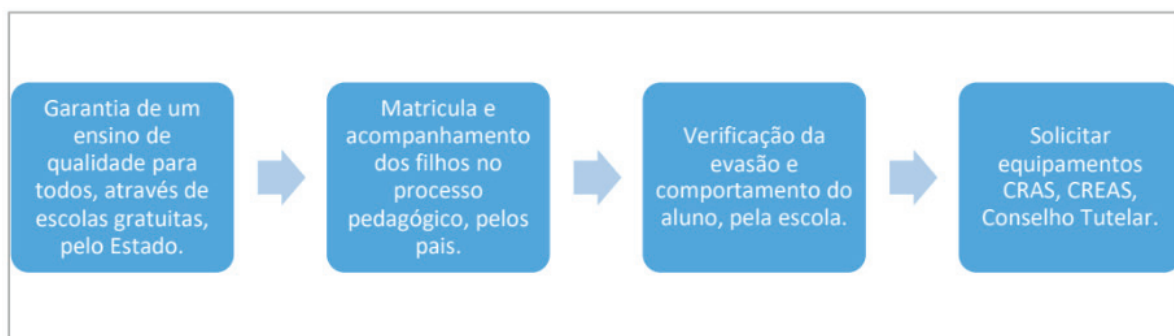 Garantia de um
ensino de
qualidade para
todos, através de
escolas gratuitas,
pelo Estado.
Matricula e
acompanhamento
dos filhos no
processo
pedagógico, pelos
pais.
Verificação da
evasão e
comportamento do
aluno, pela escola.
Solicitar
equipamentos
CRAS, CREAS,
Conselho Tutelar.